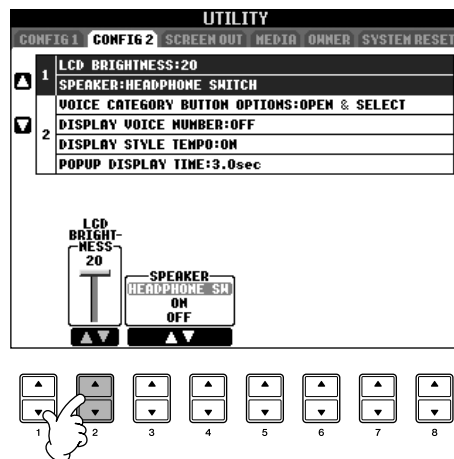 UTILITY
CONFIG 1 CONFIG 2 SCREEN OUT MEDIA OWNER SYSTEM RESET
1 LCD BRIGHTNESS:20
SPEAKER:HEADPHONE SWITCH
2 VOICE CATEGORY BUTTON OPTIONS:OPEN & SELECT
DISPLAY VOICE NUMBER:OFF
DISPLAY STYLE TEMPO:ON
POPUP DISPLAY TIME:3.0sec
LCD
BRIGHT-
NESS
20
SPEAKER
HEADPHONE SW
ON
OFF
1 2 3 4 5 6 7 8